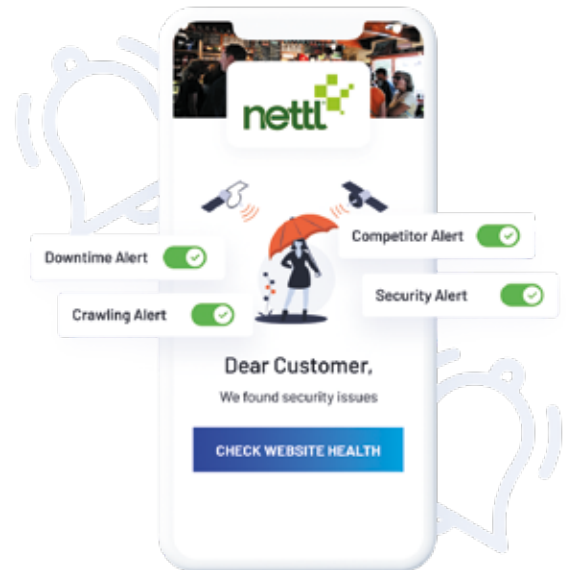 nettl
Competitor Alert
Downtime Alert
Security Alert
Crawling Alert
Dear Customer,
We found security issues
CHECK WEBSITE HEALTH